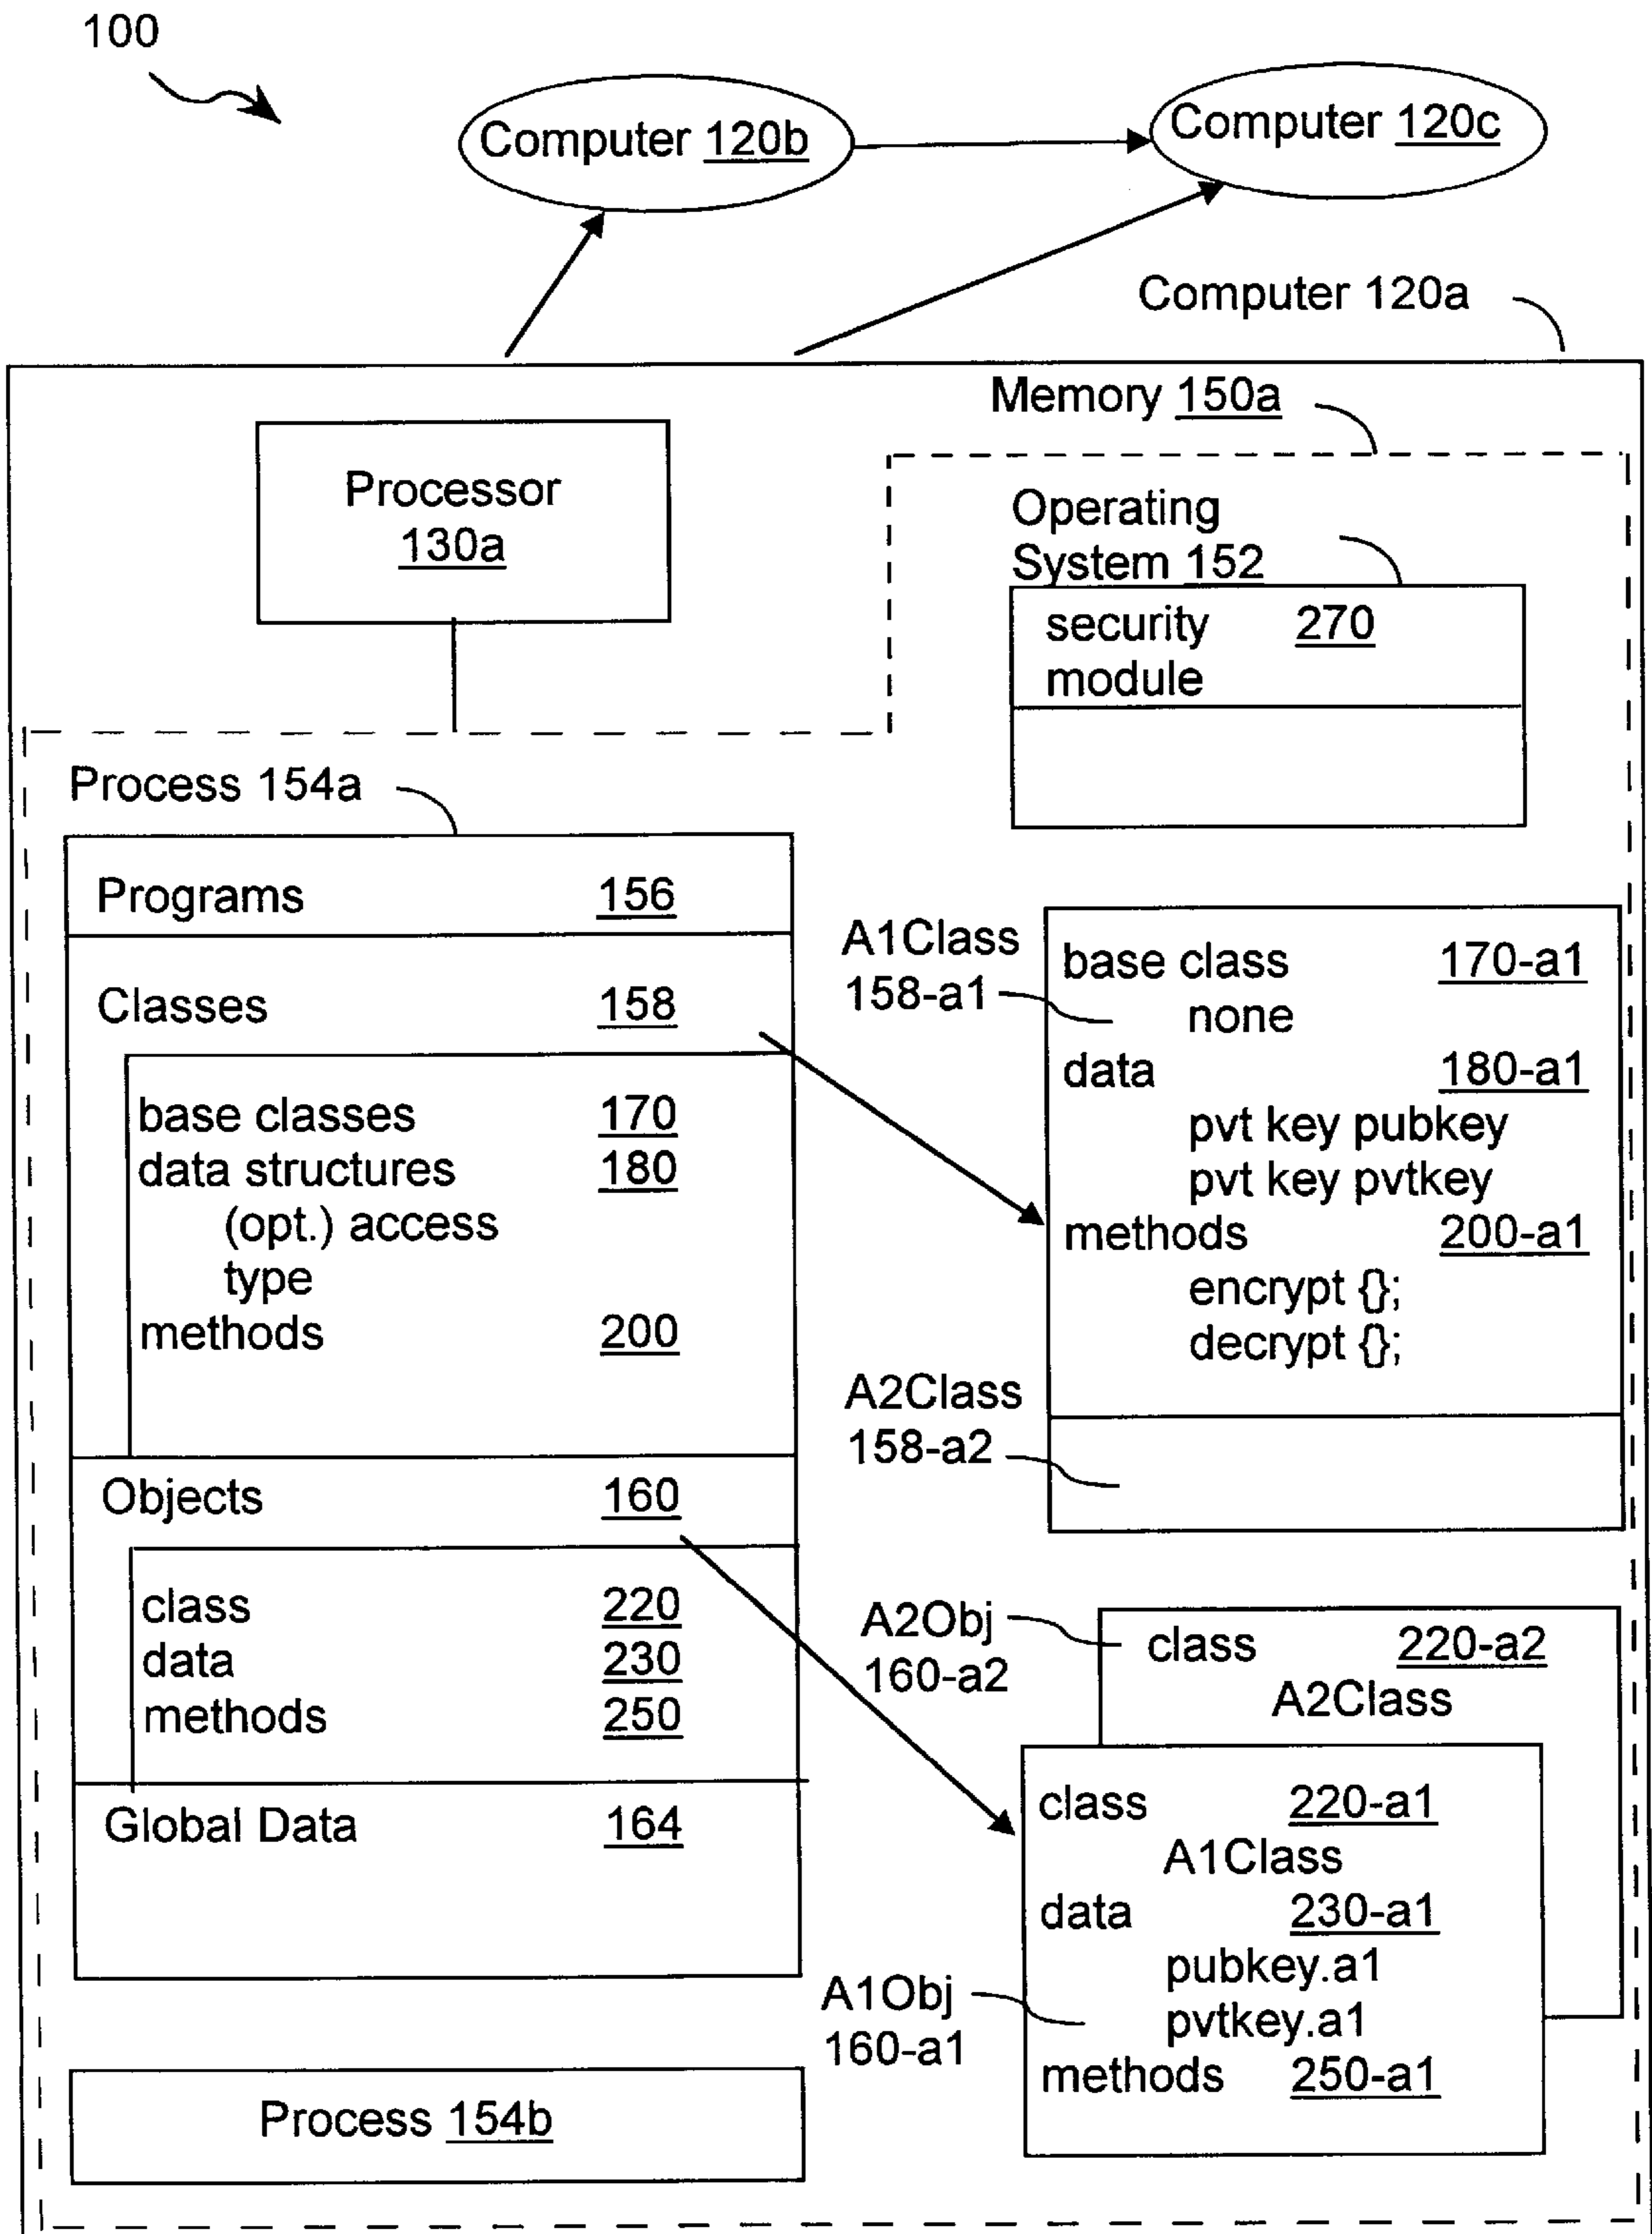 100
Computer 120b
Computer 120c
Computer 120a
Memory 150a
Processor
130a
Operating
System 152
security 270
module
Process 154a
Programs 156
Classes 158
base classes 170
data structures 180
(opt.) access
type
methods 200
Objects 160
class 220
data 230
methods 250
Global Data 164
Process 154b
A1Class
158-a1
base class 170-a1
none
data 180-a1
pvt key pubkey
pvt key pvtkey
methods 200-a1
encrypt {};
decrypt {};
A2Class
158-a2
A2Obj
160-a2
class 220-a2
A2Class
class 220-a1
A1Class
data 230-a1
pubkey.a1
pvtkey.a1
A1Obj
160-a1
methods 250-a1